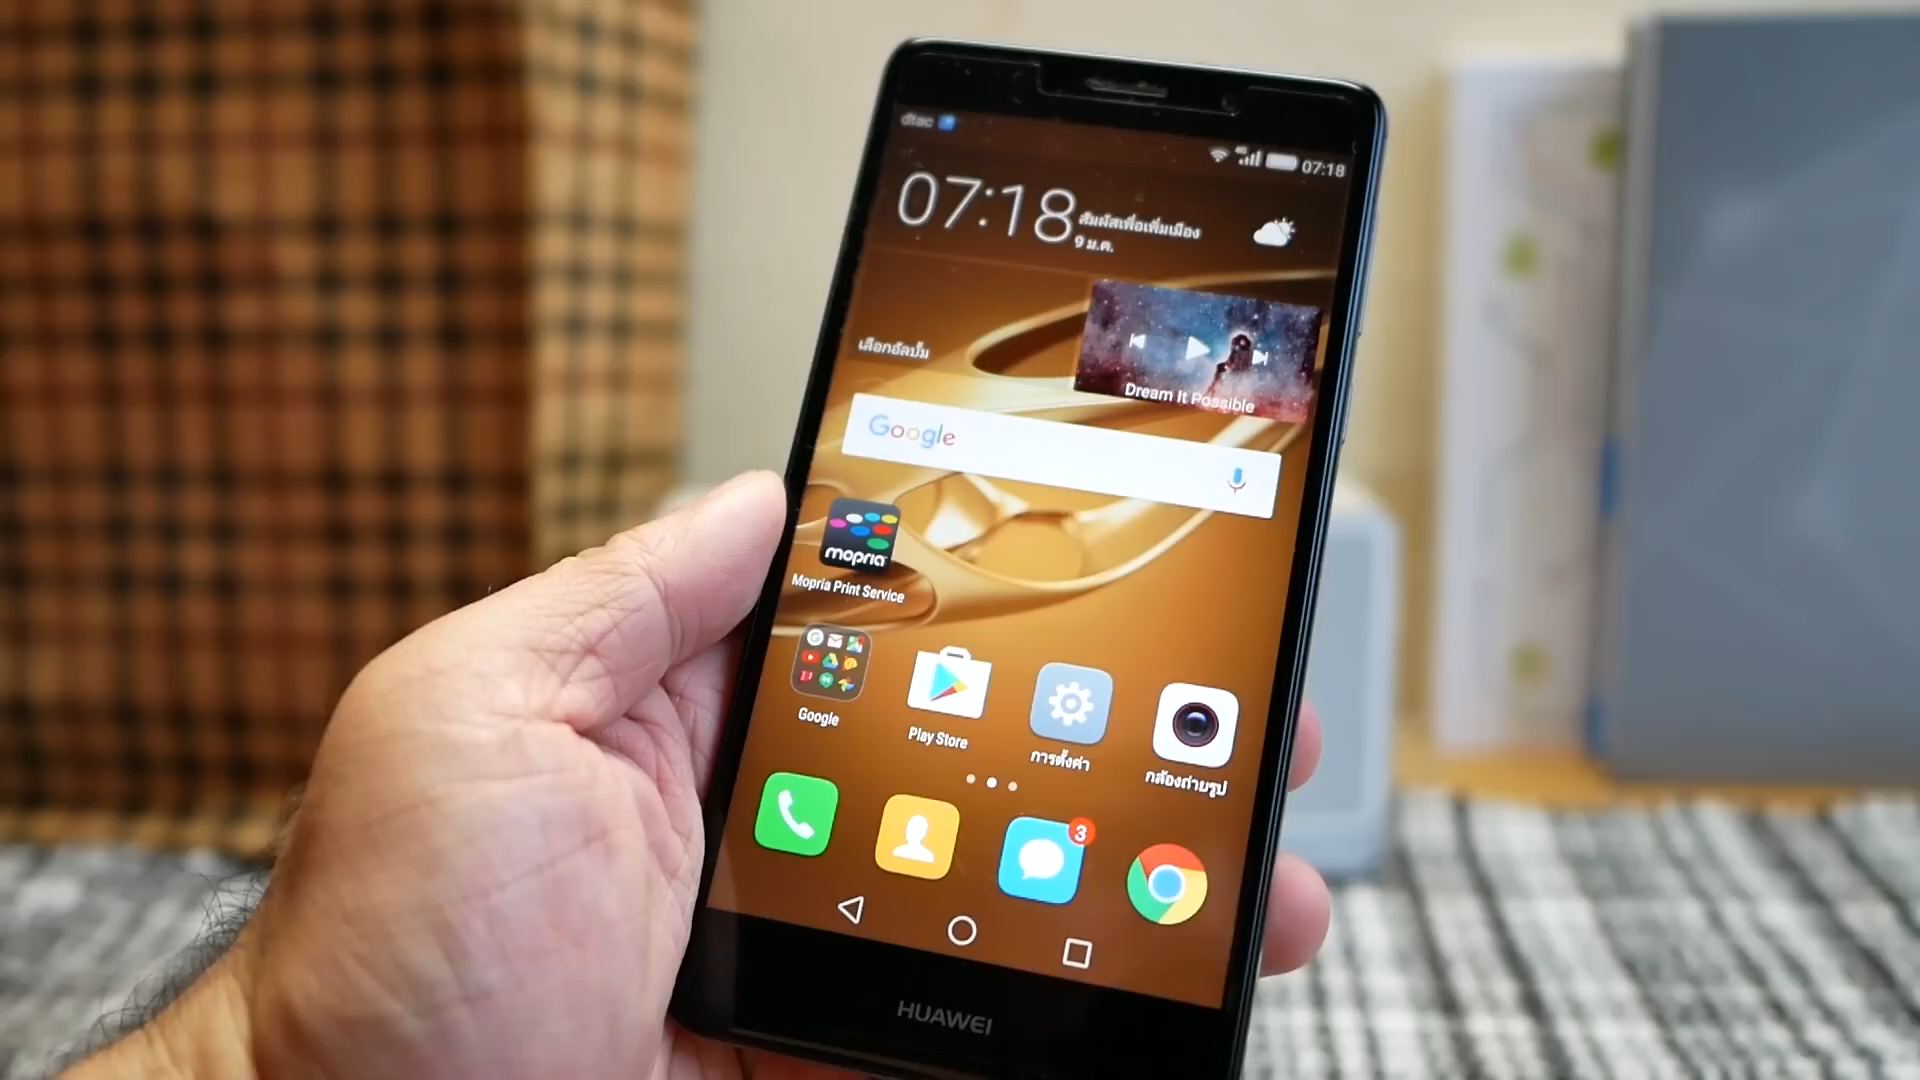 dtac
4G 07:18
07:18
สัมผัสเพื่อเพิ่มเมือง
9 ม.ค.
เลือกอัลบั้ม
Dream It Possible
Google
mopria
Mopria Print Service
Google
Play Store
การตั้งค่า
กล้องถ่ายรูป
3
HUAWEI